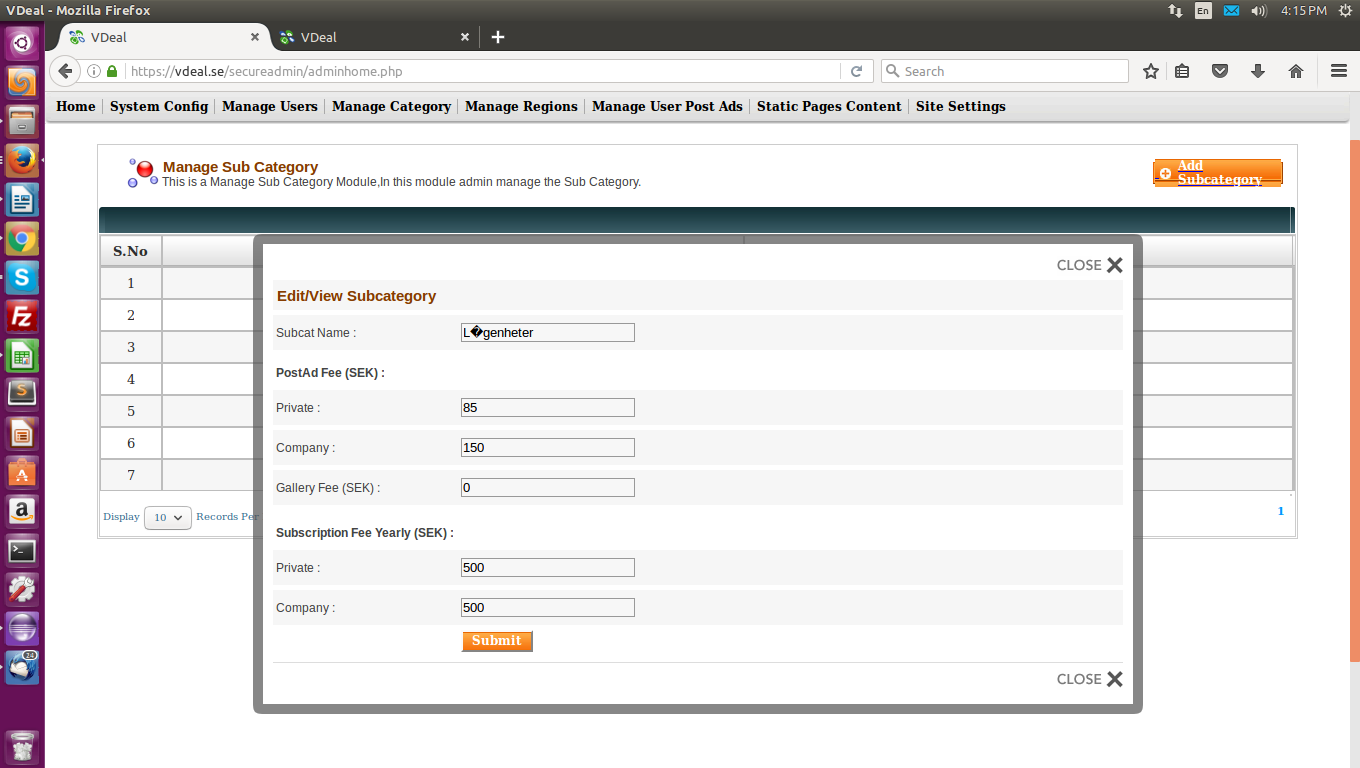 VDeal - Mozilla Firefox
En
4:15 PM
VDeal
VDeal
https://vdeal.se/secureadmin/adminhome.php
Search
Home
System Config
Manage Users
Manage Category
Manage Regions
Manage User Post Ads
Static Pages Content
Site Settings
Manage Sub Category
This is a Manage Sub Category Module,In this module admin manage the Sub Category.
Add
Subcategory
S.No
1
2
3
4
5
6
7
Display
10
Records Per
1
CLOSE
Edit/View Subcategory
Subcat Name :
L�genheter
PostAd Fee (SEK) :
Private :
85
Company :
150
Gallery Fee (SEK) :
0
Subscription Fee Yearly (SEK) :
Private :
500
Company :
500
Submit
CLOSE
24